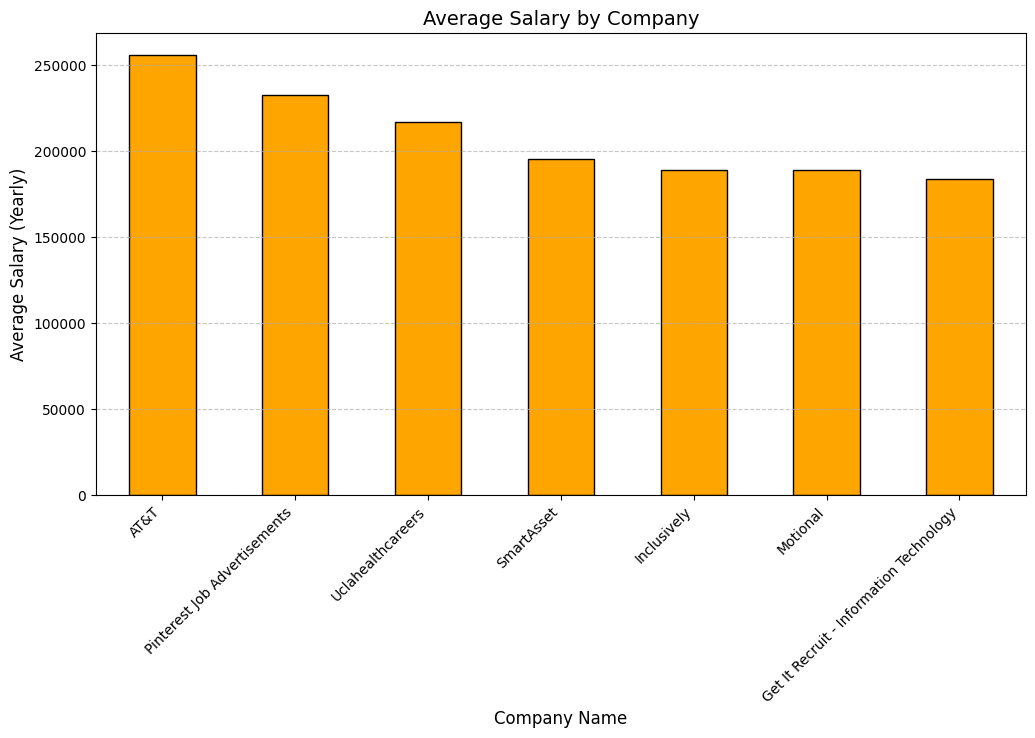 Average Salary by Company
Average Salary (Yearly)
250000
200000
150000
100000
50000
0
AT&T
Pinterest Job Advertisements
Uclahealthcareers
SmartAsset
Inclusively
Motional
Get It Recruit - Information Technology
Company Name